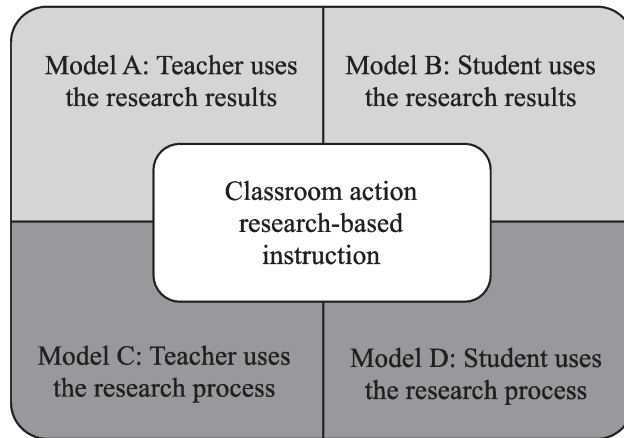 Model A: Teacher uses
the research results
Model B: Student uses
the research results
Classroom action
research-based
instruction
Model C: Teacher uses
the research process
Model D: Student uses
the research process